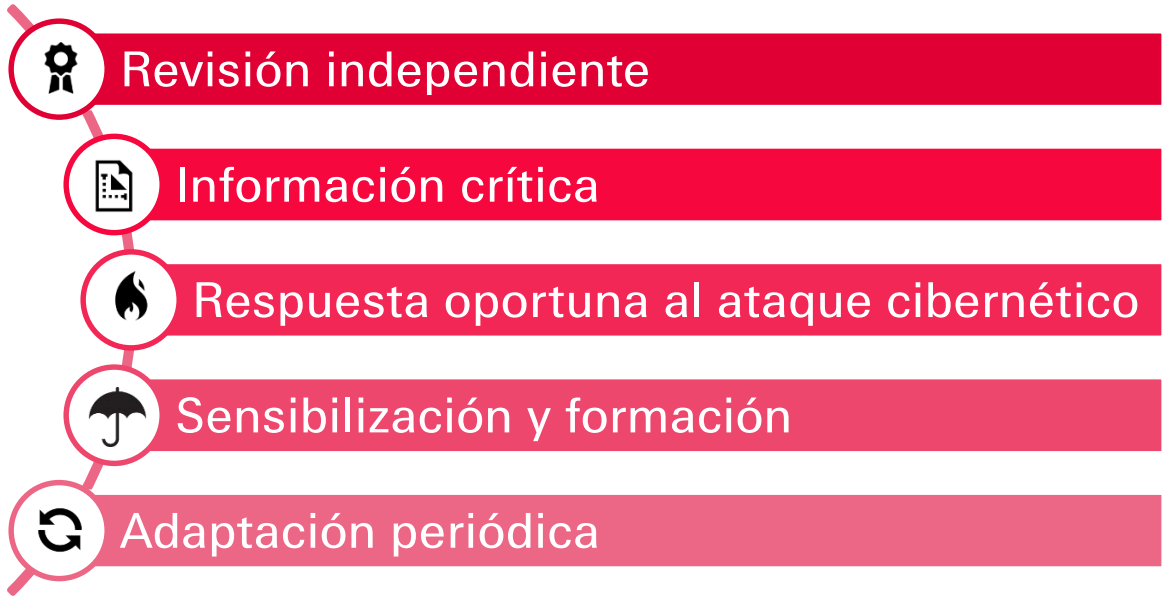 Revisión independiente
Información crítica
Respuesta oportuna al ataque cibernético
Sensibilización y formación
Adaptación periódica